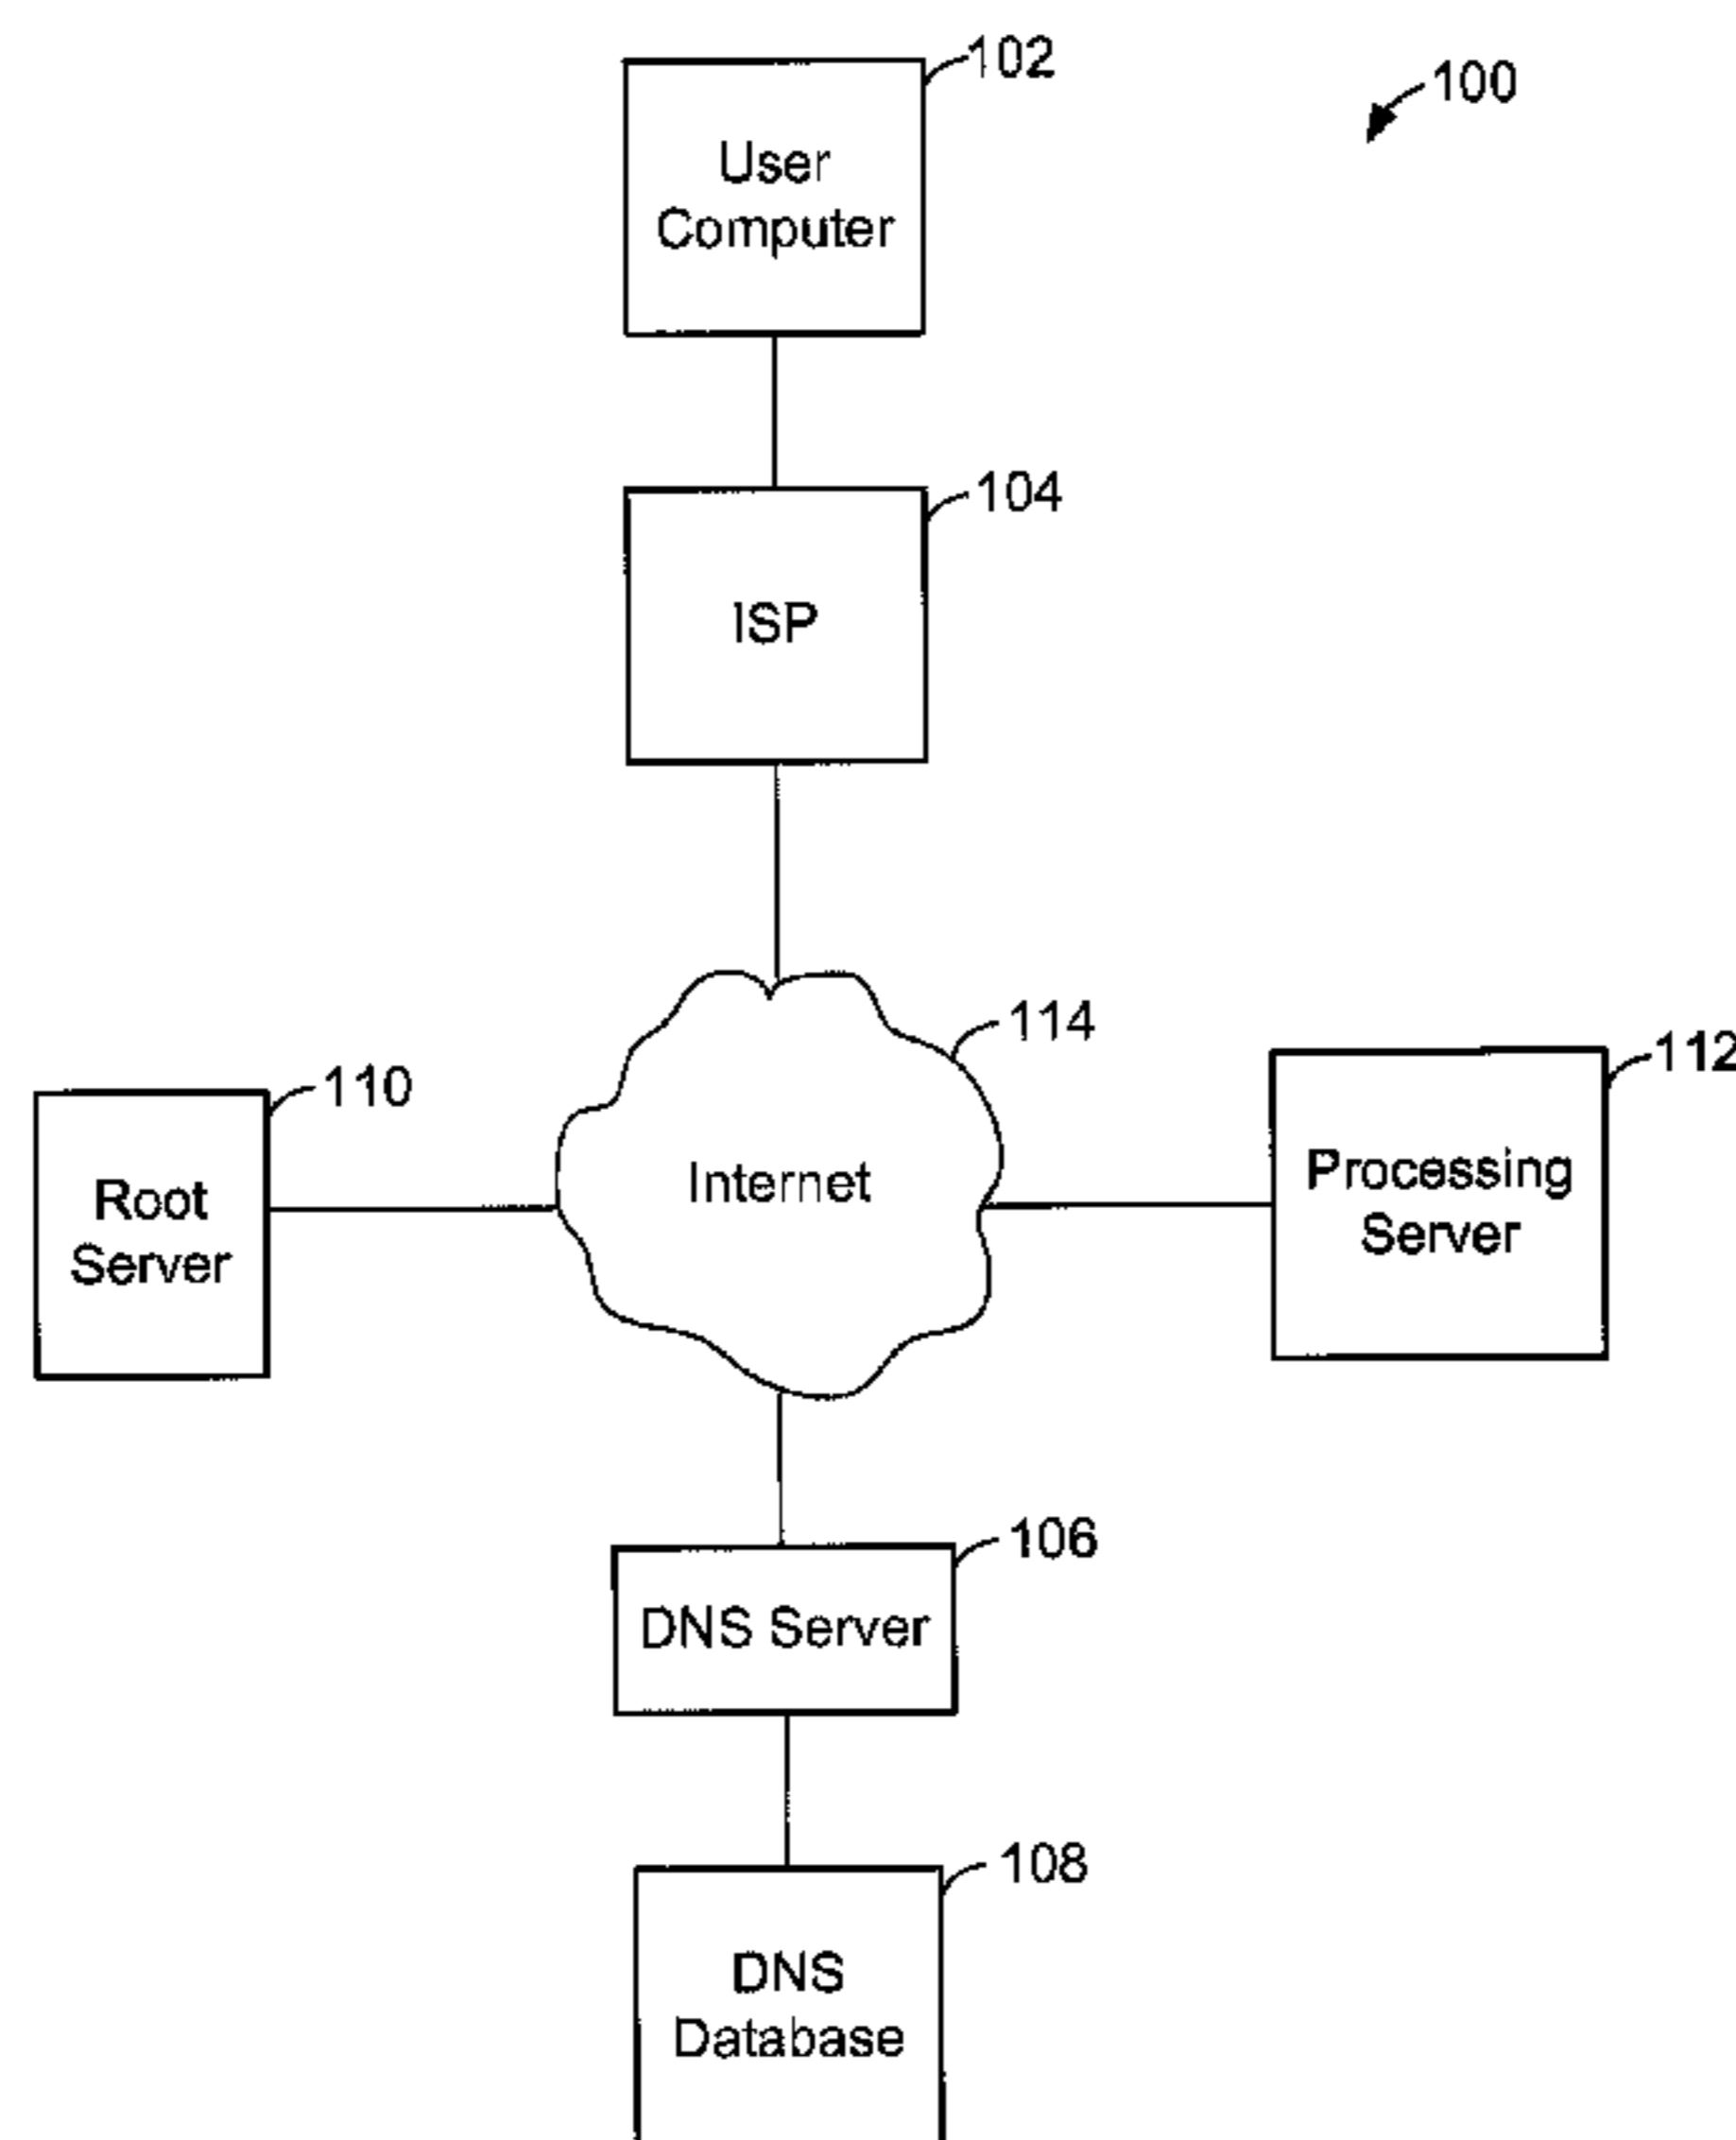 102
100
User
Computer
104
ISP
114
112
110
Internet
Processing
Server
Root
Server
106
DNS Server
108
DNS
Database